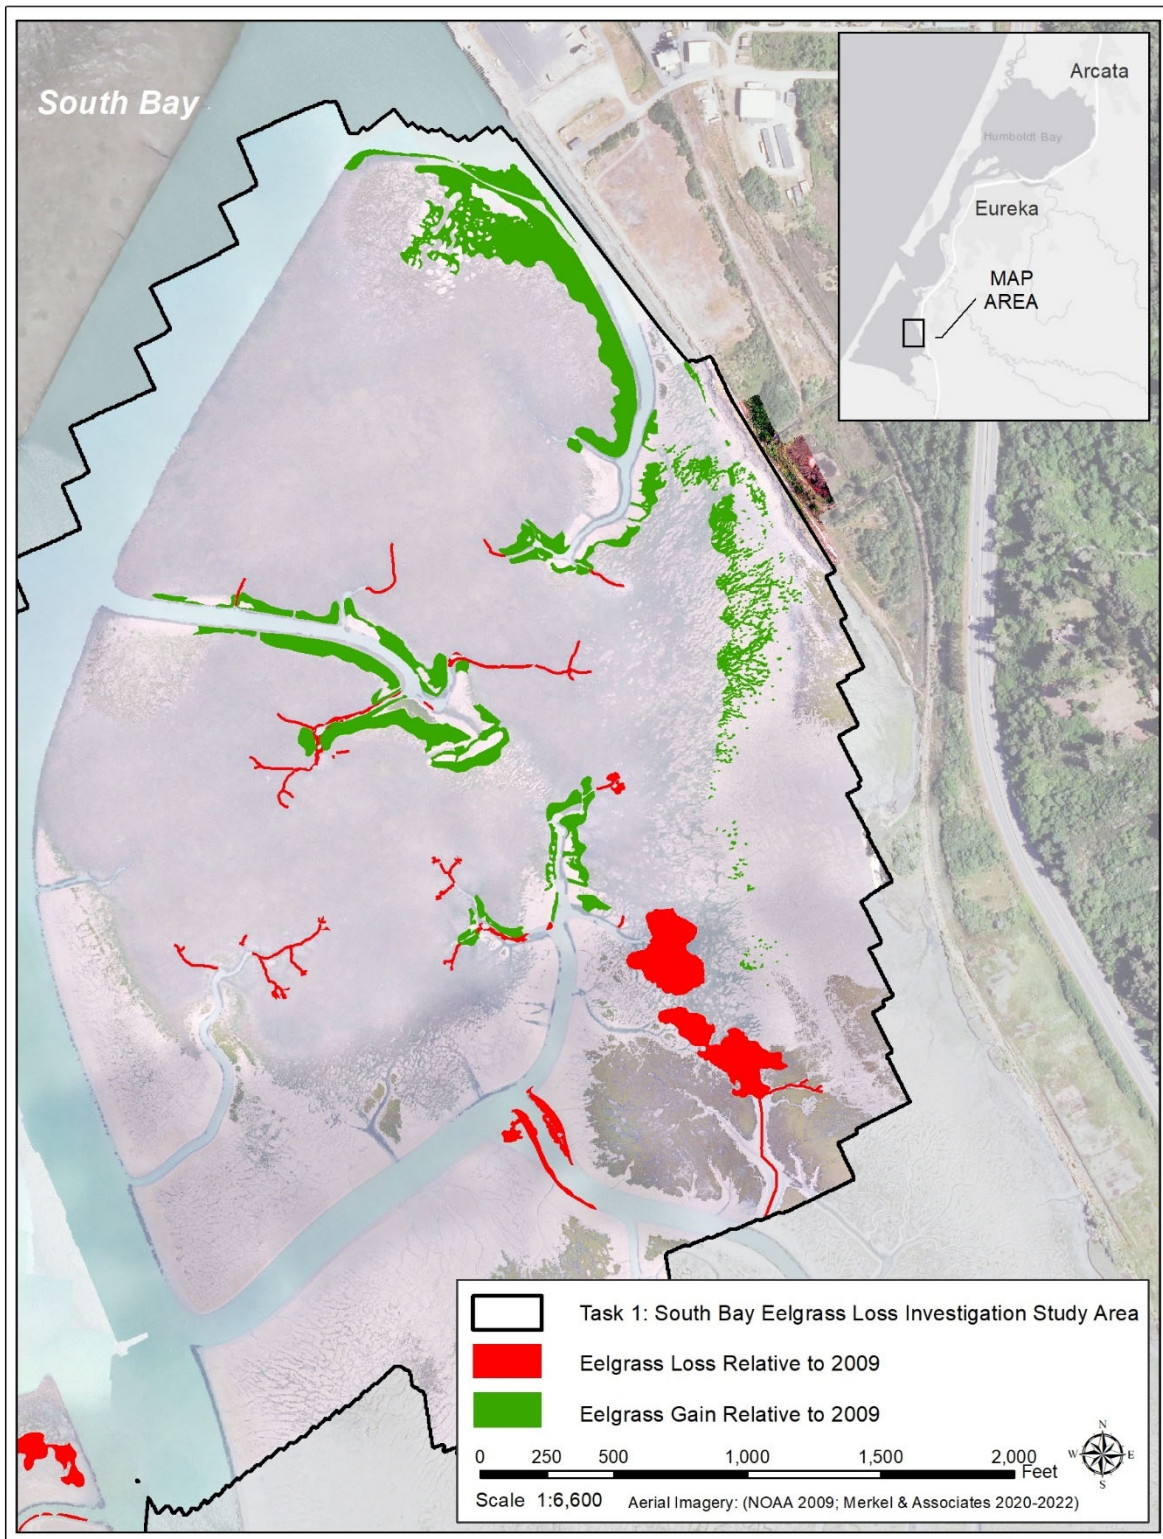 South Bay
Arcata
Humboldt Bay
Eureka
MAP
AREA
Task 1: South Bay Eelgrass Loss Investigation Study Area
Eelgrass Loss Relative to 2009
Eelgrass Gain Relative to 2009
N
W E
S
0 250 500 1,000 1,500 2,000
Feet
Scale 1:6,600 Aerial Imagery: (NOAA 2009; Merkel & Associates 2020-2022)